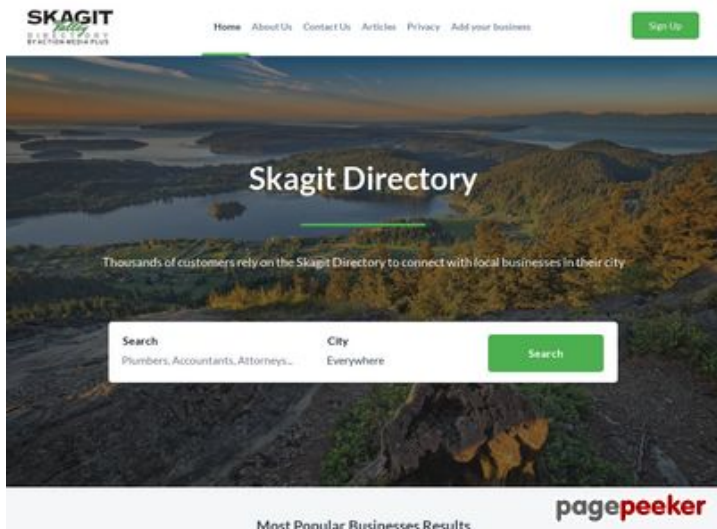 SKAGIT
Valley
DIRECTORY
BY ACTION MEDIA PLUS
Home About Us Contact Us Articles Privacy Add your business
Sign Up
Skagit Directory
Thousands of customers rely on the Skagit Directory to connect with local businesses in their city
Search
Plumbers, Accountants, Attorneys...
City
Everywhere
Search
Most Popular Businesses Results
pagepeeker